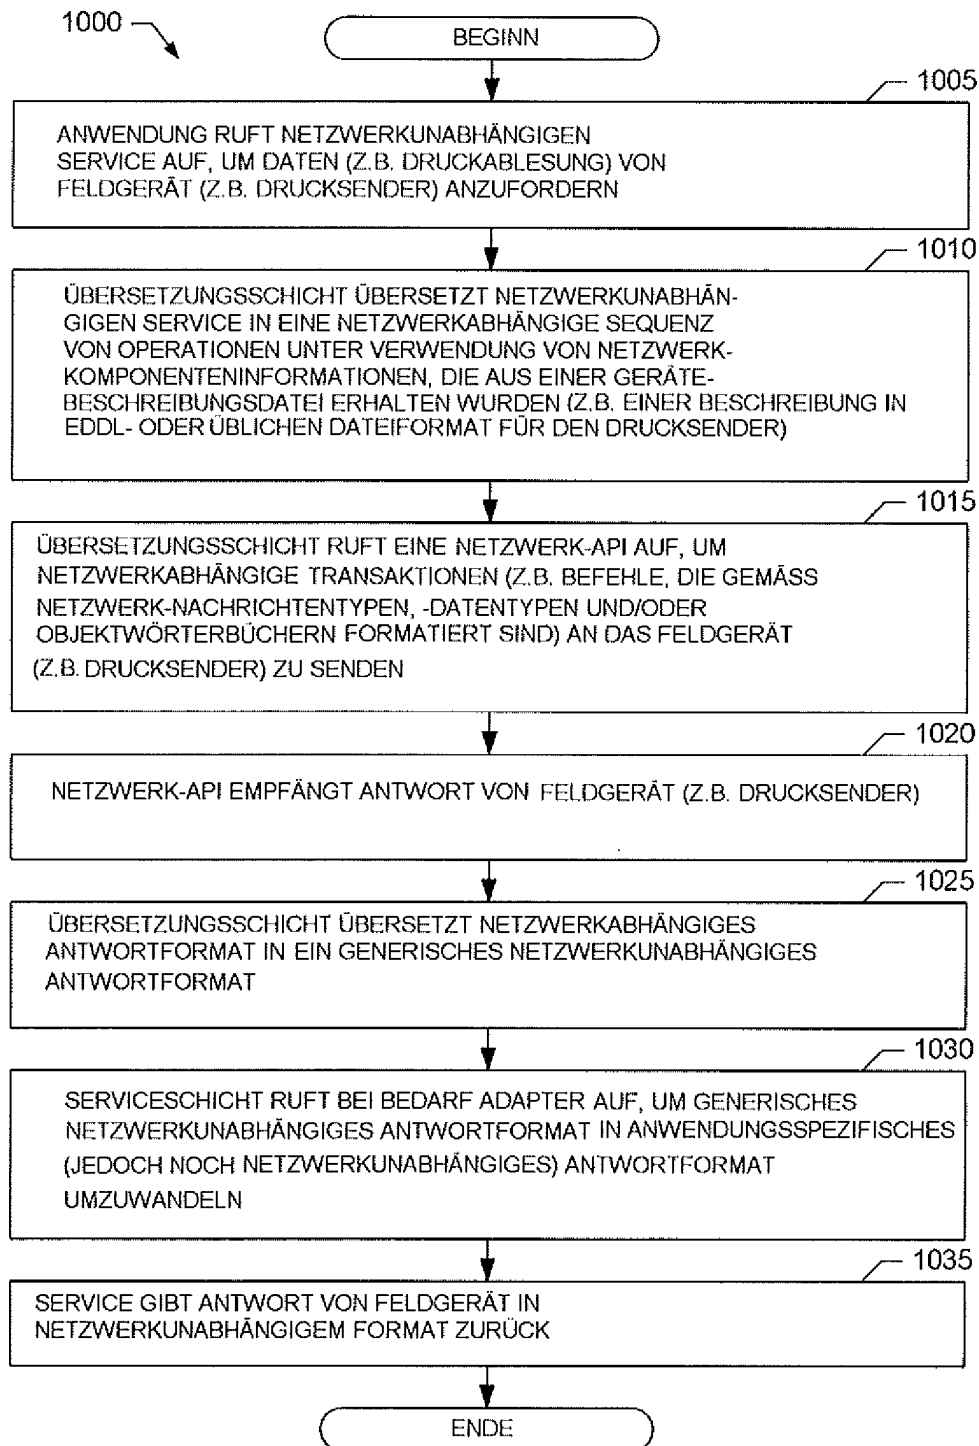 1000
BEGINN
1005
ANWENDUNG RUFT NETZWERKUNABHÄNGIGEN
SERVICE AUF, UM DATEN (Z.B. DRUCKABLESUNG) VON
FELDGERÄT (Z.B. DRUCKSENDER) ANZUFORDERN
1010
ÜBERSETZUNGSSCHICHT ÜBERSETZT NETZWERKUNABHÄN-
GIGEN SERVICE IN EINE NETZWERKABHÄNGIGE SEQUENZ
VON OPERATIONEN UNTER VERWENDUNG VON NETZWERK-
KOMPONENTENINFORMATIONEN, DIE AUS EINER GERÄTE-
BESCHREIBUNGSDATEI ERHALTEN WURDEN (Z.B. EINER BESCHREIBUNG IN
EDDL- ODER ÜBLICHEN DATEIFORMAT FÜR DEN DRUCKSENDER)
1015
ÜBERSETZUNGSSCHICHT RUFT EINE NETZWERK-API AUF, UM
NETZWERKABHÄNGIGE TRANSAKTIONEN (Z.B. BEFEHLE, DIE GEMÄSS
NETZWERK-NACHRICHTENTYPEN, -DATENTYPEN UND/ODER
OBJEKTWÖRTERBÜCHERN FORMATIERT SIND) AN DAS FELDGERÄT
(Z.B. DRUCKSENDER) ZU SENDEN
1020
NETZWERK-API EMPFÄNGT ANTWORT VON FELDGERÄT (Z.B. DRUCKSENDER)
1025
ÜBERSETZUNGSSCHICHT ÜBERSETZT NETZWERKABHÄNGIGES
ANTWORTFORMAT IN EIN GENERISCHES NETZWERKUNABHÄNGIGES
ANTWORTFORMAT
1030
SERVICESCHICHT RUFT BEI BEDARF ADAPTER AUF, UM GENERISCHES
NETZWERKUNABHÄNGIGES ANTWORTFORMAT IN ANWENDUNGSSPEZIFISCHES
(JEDOCH NOCH NETZWERKUNABHÄNGIGES) ANTWORTFORMAT
UMZUWANDELN
1035
SERVICE GIBT ANTWORT VON FELDGERÄT IN
NETZWERKUNABHÄNGIGEM FORMAT ZURÜCK
ENDE